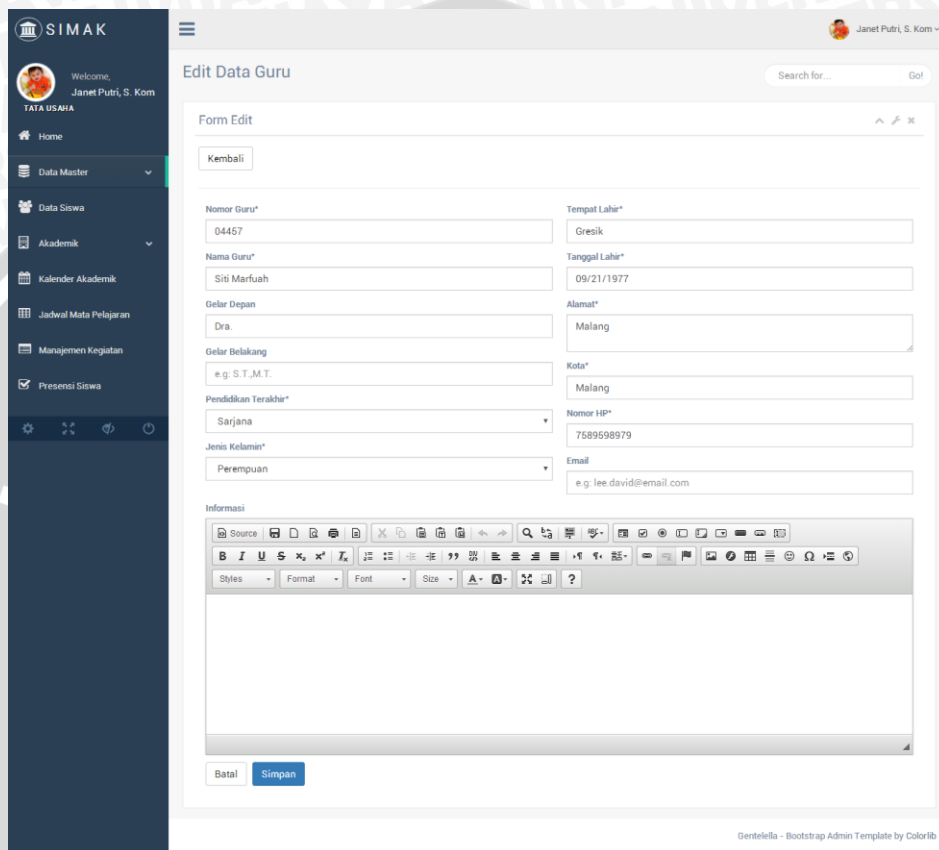 SIMAK
Janet Putri, S. Kom
Welcome,
Janet Putri, S. Kom
TATA USAHA
Home
Data Master
Data Siswa
Akademik
Kalender Akademik
Jadwal Mata Pelajaran
Manajemen Kegiatan
Presensi Siswa
Edit Data Guru
Search for...
Go!
Form Edit
Kembali
Nomor Guru*
04457
Nama Guru*
Siti Marfuah
Gelar Depan
Dra.
Gelar Belakang
e.g: S.T.,M.T.
Pendidikan Terakhir*
Sarjana
Jenis Kelamin*
Perempuan
Tempat Lahir*
Gresik
Tanggal Lahir*
09/21/1977
Alamat*
Malang
Kota*
Malang
Nomor HP*
7589598979
Email
e.g: lee.david@email.com
Informasi
Source
B I U S x₂ x² Tx
Styles Format Font Size A A ?
Batal Simpan
Gentelella - Bootstrap Admin Template by Colorlib